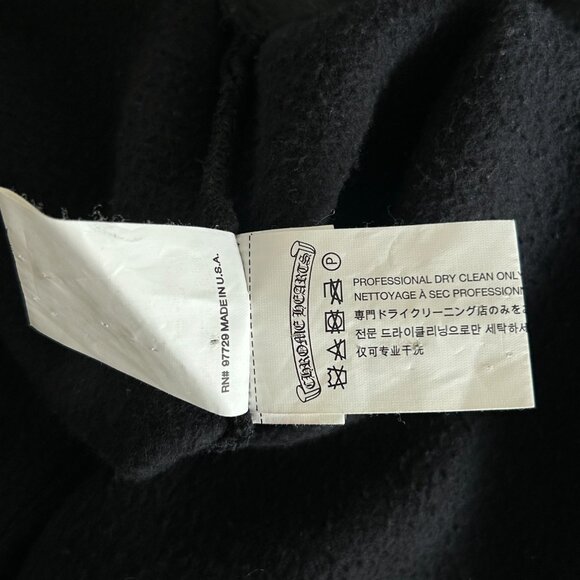 RN# 97729 MADE IN U.S.A.
CHROME HEARTS
P
PROFESSIONAL DRY CLEAN ONLY
NETTOYAGE À SEC PROFESSION
専門ドライクリーニング店のみをお
전문 드라이클리닝으로만 세탁하세
仅可专业干洗